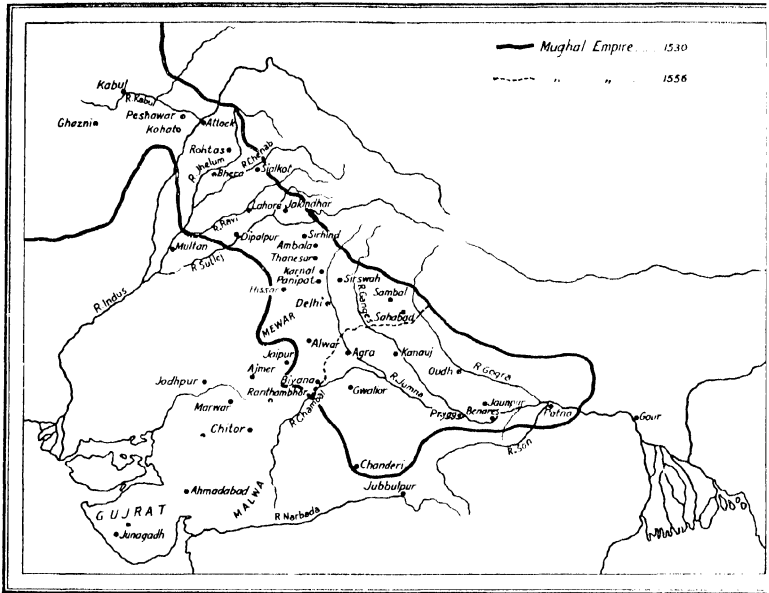 Mughal Empire .... 1530
„ „ .... 1556
Kabul
R.Kabul
Ghazni
Peshawar
Kohat
Attock
Rohtas
R. Jhelum
Bhera
R.Chenab
Sialkot
Lahore
Jalindhar
R.Ravi
Multan
Dipalpur
R.Sutlej
Sirhind
Ambala
Thanesur
Karnal
Panipat
Hissar
Delhi
Sirswah
R.Ganges
Sambal
Sahabad
R.Indus
MEWAR
Alwar
Jaipur
Ajmer
Agra
Kanauj
Oudh
R. Gogra
Jodhpur
Biyana
Ranthambhor
Gwalior
R.Jumna
Marwar
R.Chambal
Jaunpur
Pryag
Benares
Patna
Gour
Chitor
R.Son
Chanderi
Jubbulpur
Ahmadabad
MALWA
GUJRAT
R Narbada
Junagadh